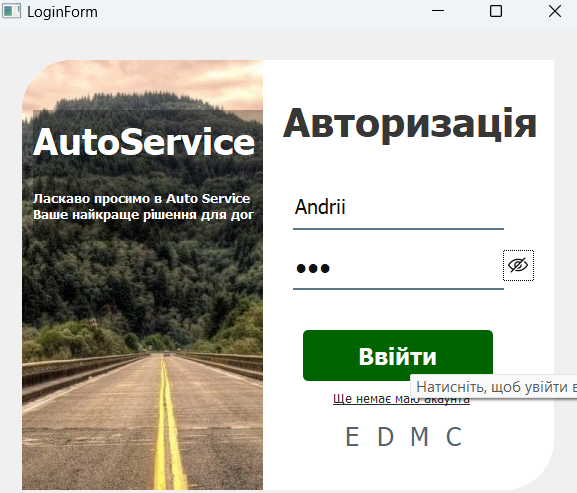 LoginForm
AutoService
Ласкаво просимо в Auto Service
Ваше найкраще рішення для дог
Авторизація
Andrii
Ввійти
Натисніть, щоб увійти в
Ще немає маю акаунта
E D M C